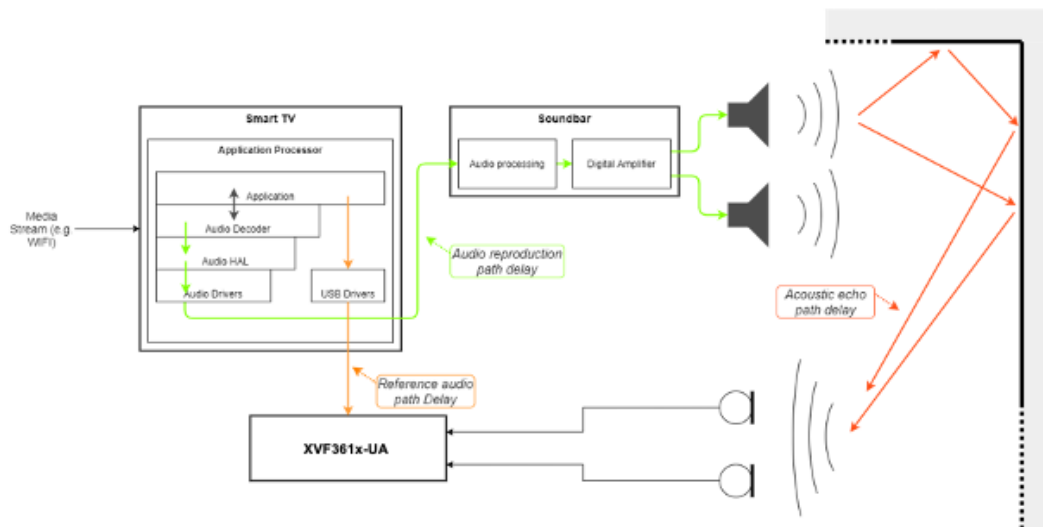 Smart TV
Soundbar
Application Processor
Application
Audio Decoder
Audio HAL
Audio Drivers
USB Drivers
Audio processing
Digital Amplifier
Media
Stream (e.g.
WIFI)
Audio reproduction
path delay
Acoustic echo
path delay
Reference audio
path Delay
XVF361x-UA